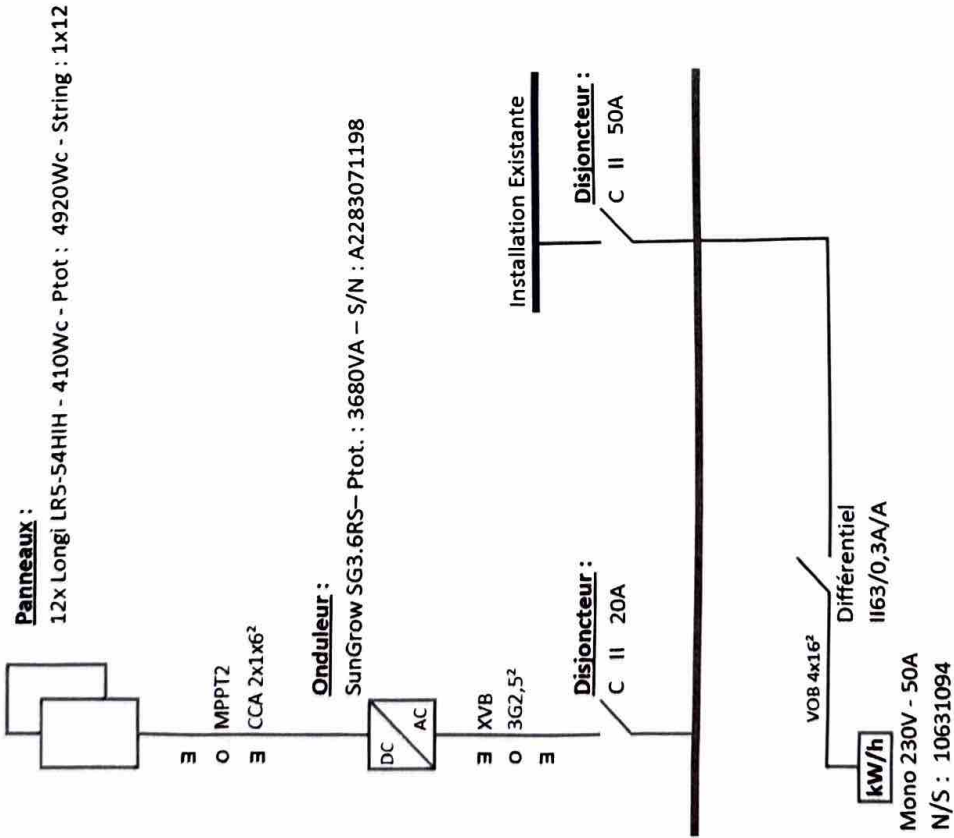 Panneaux :
12x Longi LR5-54HIH - 410Wc - Ptot : 4920Wc - String : 1x12
E
O MPPT2
E CCA 2x1x6²
Onduleur :
SunGrow SG3.6RS– Ptot. : 3680VA – S/N : A2283071198
DC
AC
E XVB
O 3G2,5²
E
Disjoncteur :
C II 20A
Installation Existante
Disjoncteur :
C II 50A
VOB 4x16²
Différentiel
II63/0,3A/A
kW/h
Mono 230V - 50A
N/S : 10631094